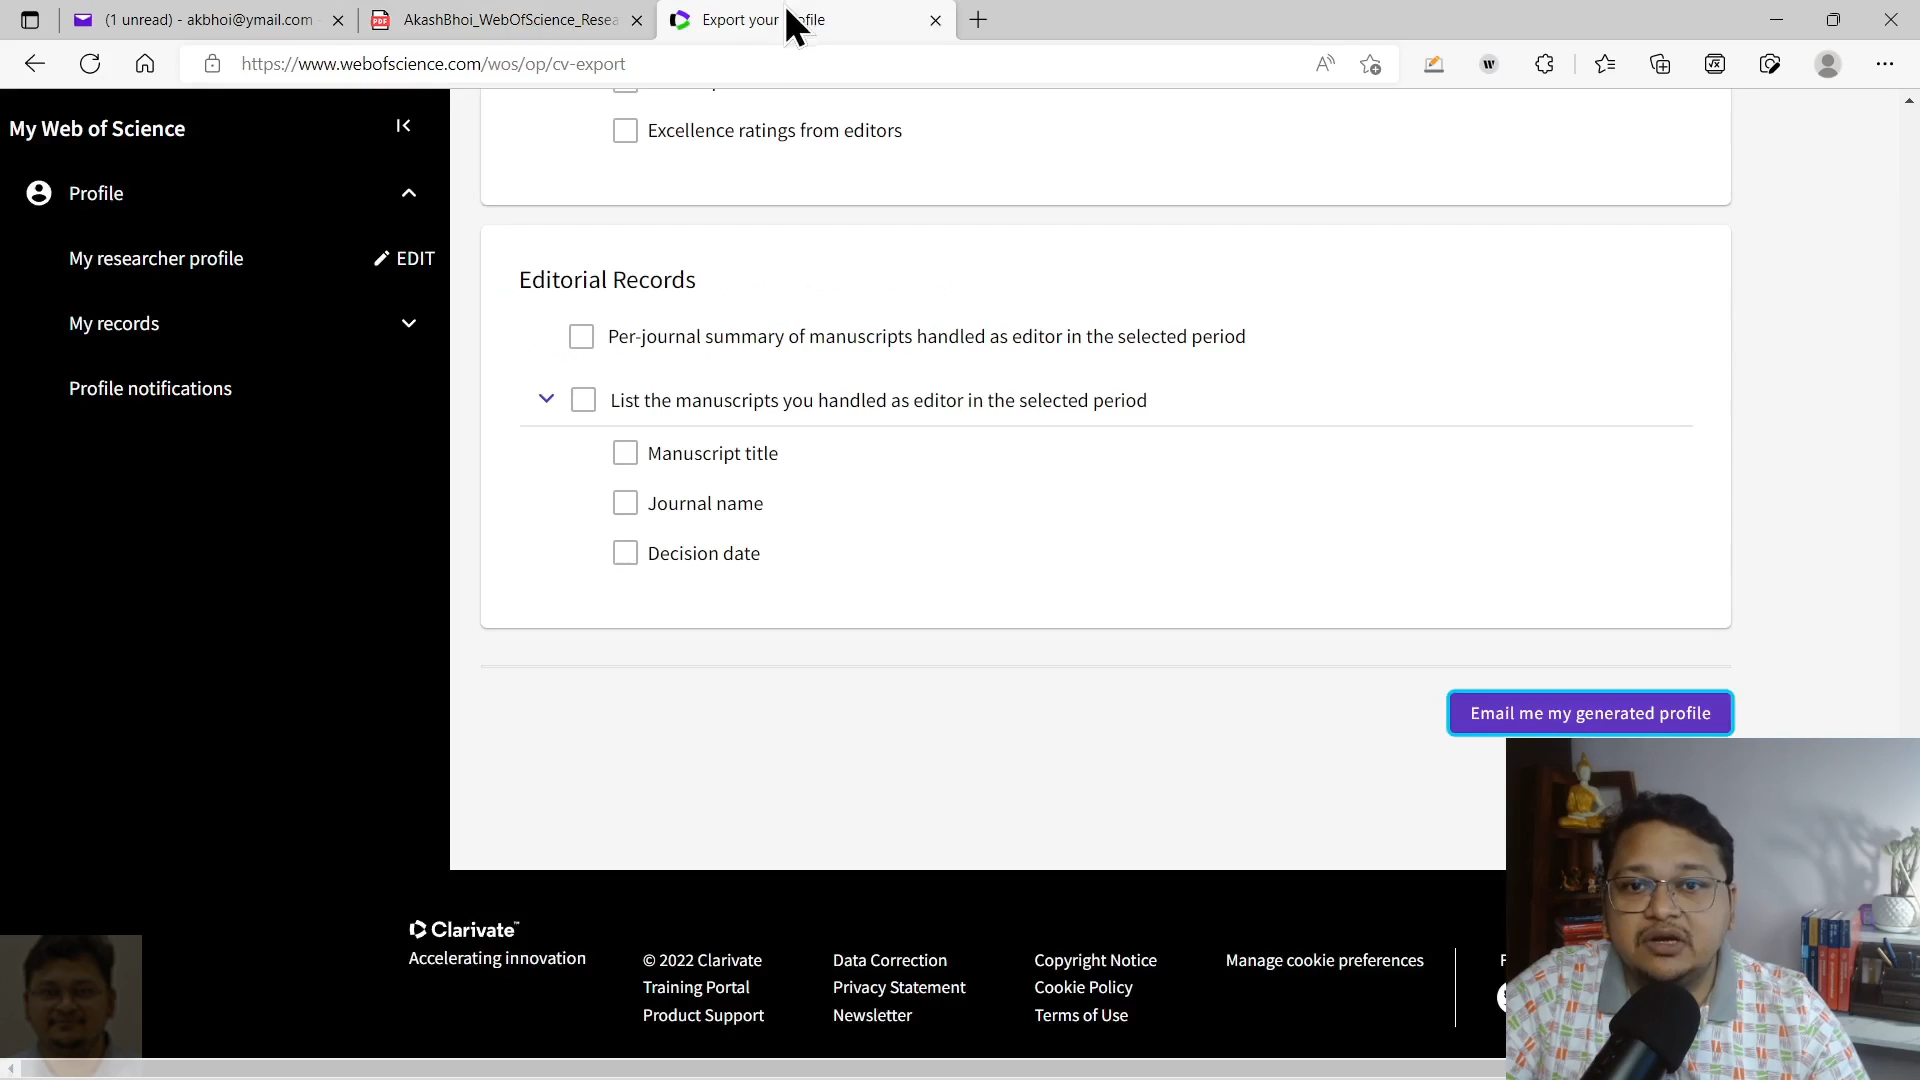 (1 unread) - akbhoi@ymail.com
PDF
AkashBhoi_WebOfScience_Resea
Export your
https://www.webofscience.com/wos/op/cv-export
My Web of Science
Profile
My researcher profile
EDIT
My records
Profile notifications
Excellence ratings from editors
Editorial Records
Per-journal summary of manuscripts handled as editor in the selected period
List the manuscripts you handled as editor in the selected period
Manuscript title
Journal name
Decision date
Email me my generated profile
Clarivate™
Accelerating innovation
© 2022 Clarivate
Training Portal
Product Support
Data Correction
Privacy Statement
Newsletter
Copyright Notice
Cookie Policy
Terms of Use
Manage cookie preferences